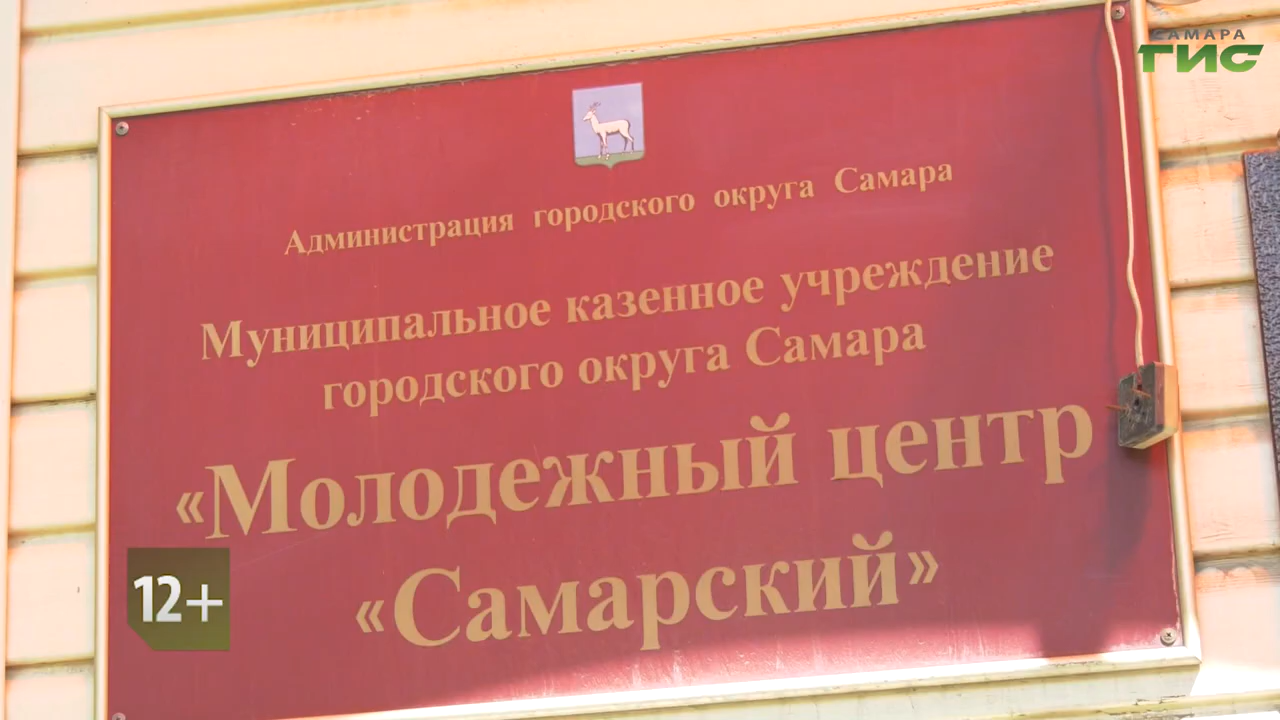 САМАРА
ГИС
Администрация городского округа Самара
Муниципальное казенное учреждение
городского округа Самара
«Молодежный центр
«Самарский»
12+